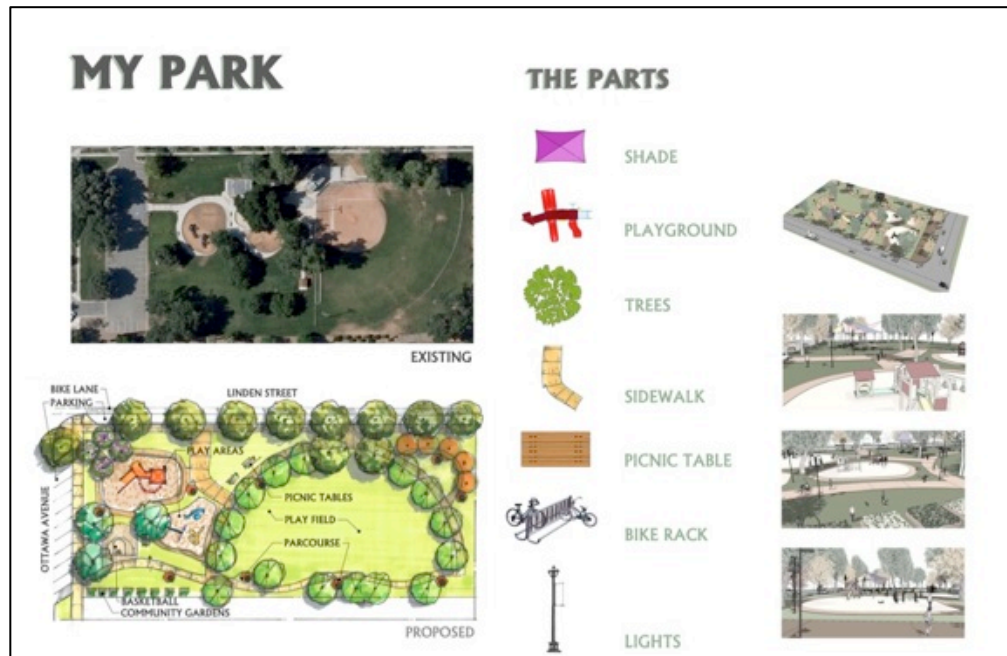 MY PARK
EXISTING
BIKE LANE
PARKING
LINDEN STREET
PLAY AREAS
PICNIC TABLES
PLAY FIELD
PARCOURSE
OTTAWA AVENUE
BASKETBALL
COMMUNITY GARDENS
PROPOSED
THE PARTS
SHADE
PLAYGROUND
TREES
SIDEWALK
PICNIC TABLE
BIKE RACK
LIGHTS